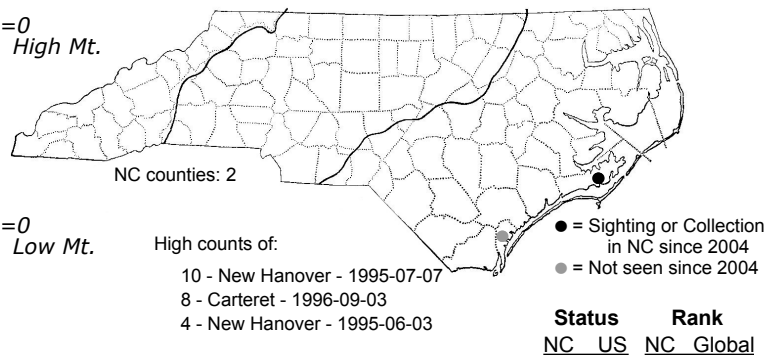 =0
High Mt.
NC counties: 2
=0
Low Mt.
High counts of:
10 - New Hanover - 1995-07-07
8 - Carteret - 1996-09-03
4 - New Hanover - 1995-06-03
● = Sighting or Collection
in NC since 2004
● = Not seen since 2004
Status Rank
NC US NC Global